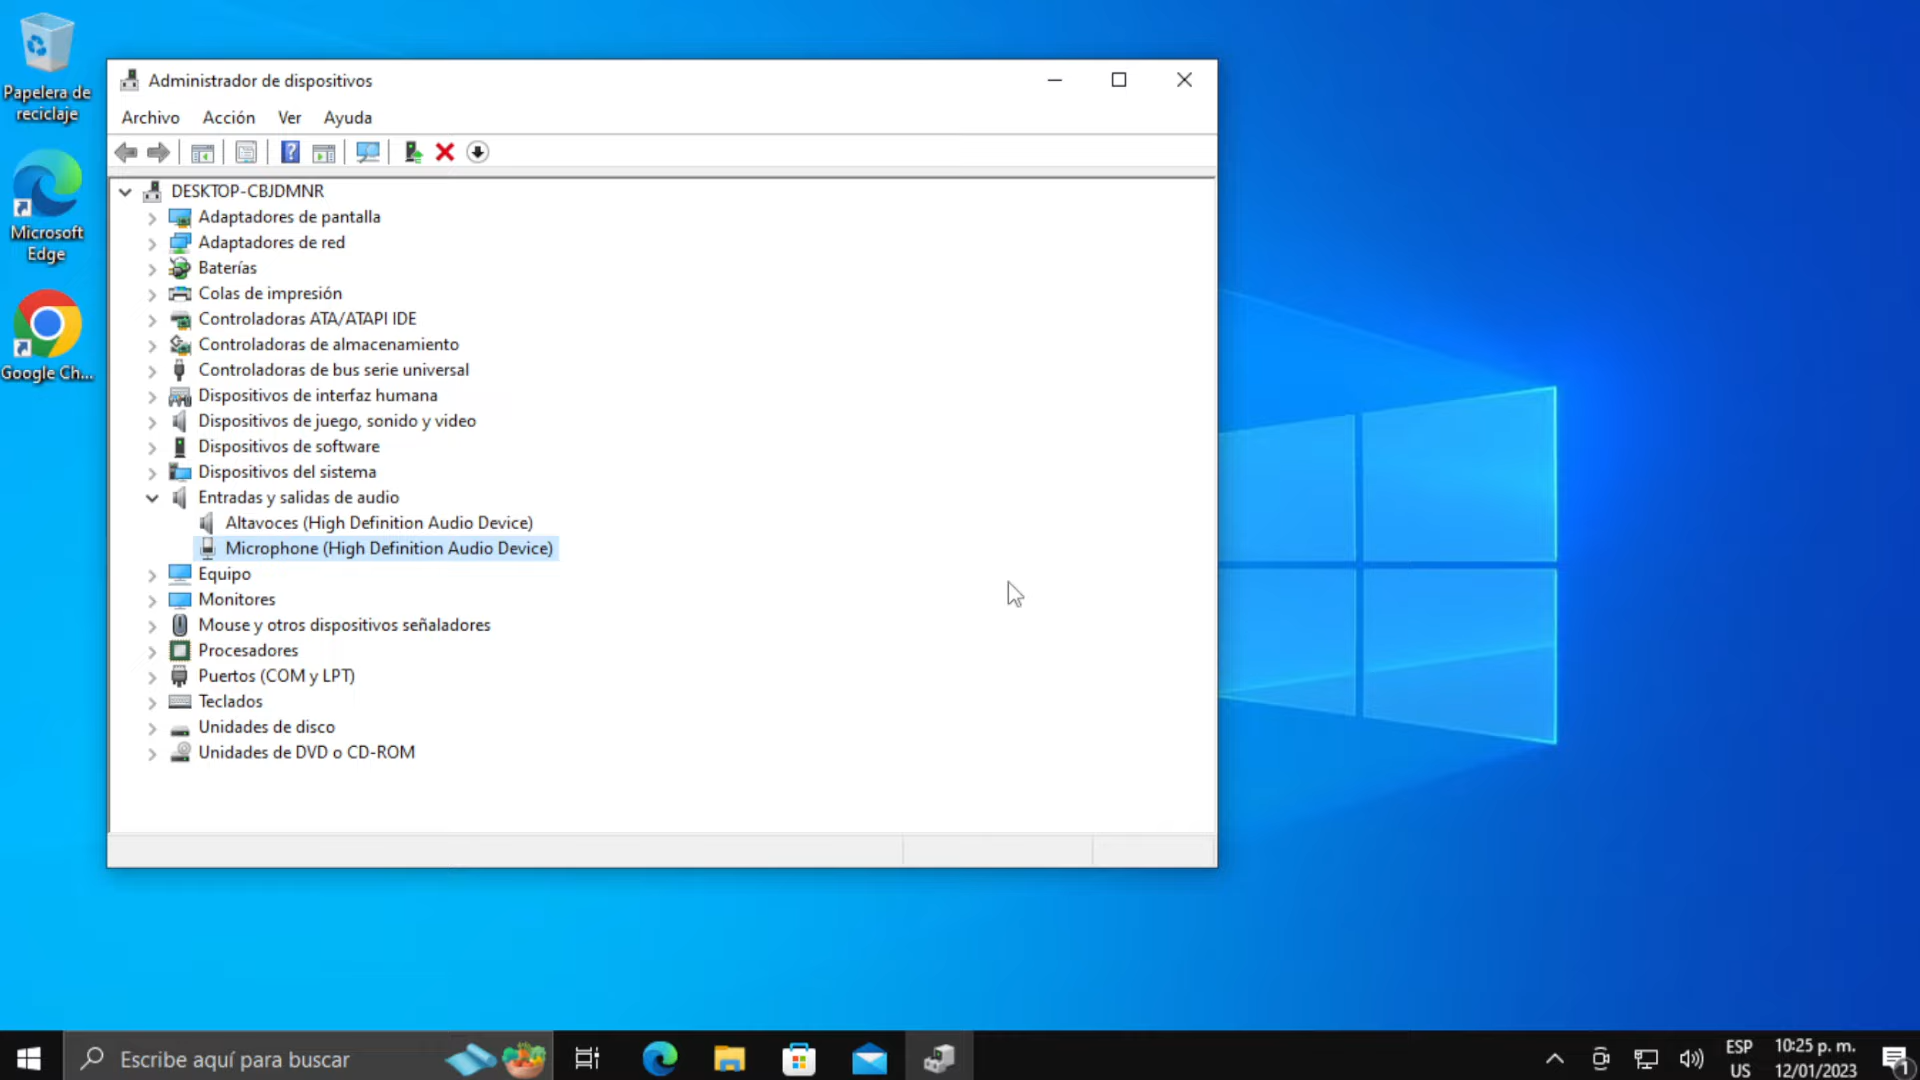 Papelera de
reciclaje
Microsoft
Edge
Google Ch...
Administrador de dispositivos
Archivo Acción Ver Ayuda
?
DESKTOP-CBJDMNR
Adaptadores de pantalla
Adaptadores de red
Baterías
Colas de impresión
Controladoras ATA/ATAPI IDE
Controladoras de almacenamiento
Controladoras de bus serie universal
Dispositivos de interfaz humana
Dispositivos de juego, sonido y video
Dispositivos de software
Dispositivos del sistema
Entradas y salidas de audio
Altavoces (High Definition Audio Device)
Microphone (High Definition Audio Device)
Equipo
Monitores
Mouse y otros dispositivos señaladores
Procesadores
Puertos (COM y LPT)
Teclados
Unidades de disco
Unidades de DVD o CD-ROM
Escribe aquí para buscar
ESP
US
10:25 p. m.
12/01/2023
1